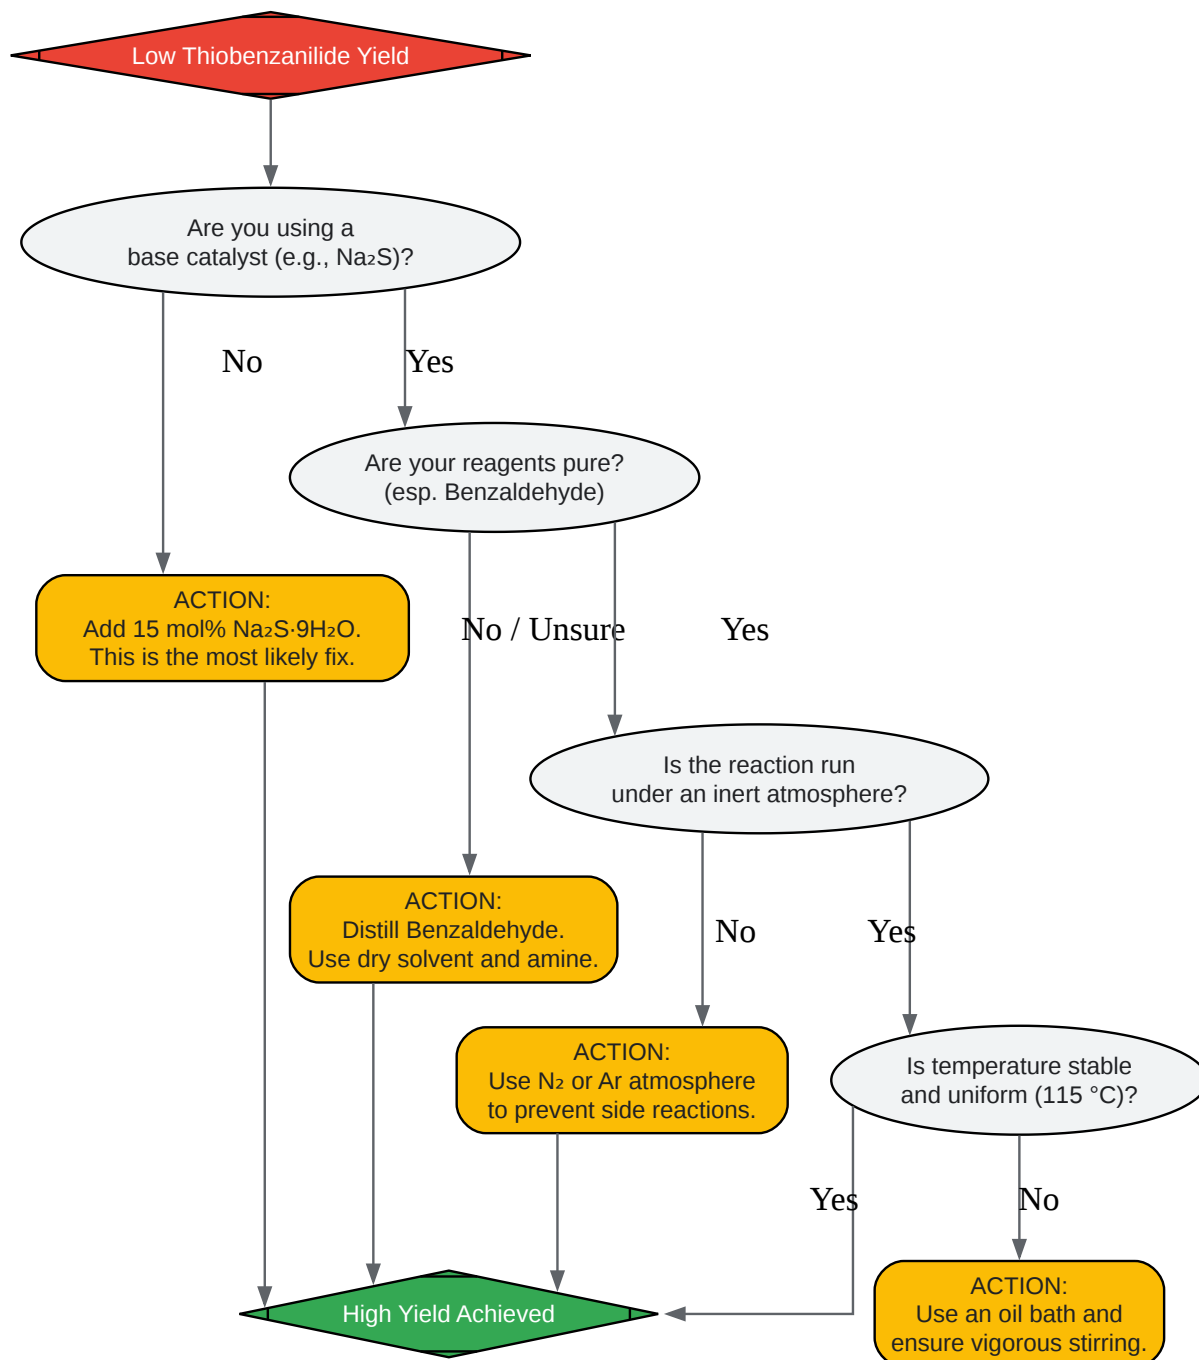 Low Thiobenzanilide Yield
Are you using a
base catalyst (e.g., Na₂S)?
No
Yes
Are your reagents pure?
(esp. Benzaldehyde)
ACTION:
Add 15 mol% Na₂S·9H₂O.
This is the most likely fix.
No / Unsure
Yes
Is the reaction run
under an inert atmosphere?
ACTION:
Distill Benzaldehyde.
Use dry solvent and amine.
No
Yes
ACTION:
Use N₂ or Ar atmosphere
to prevent side reactions.
Is temperature stable
and uniform (115 °C)?
Yes
No
High Yield Achieved
ACTION:
Use an oil bath and
ensure vigorous stirring.